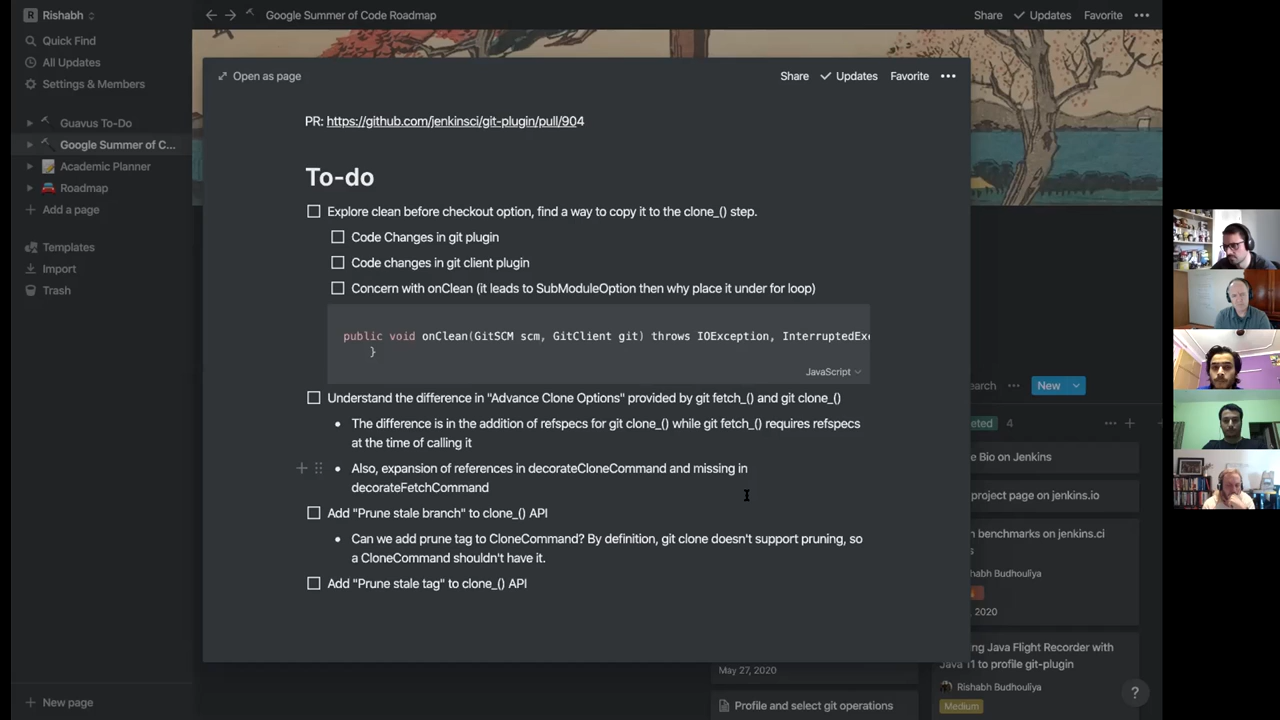 Rishabh
Google Summer of Code Roadmap
Share
Updates
Favorite
Quick Find
All Updates
Settings & Members
Guavus To-Do
Google Summer of C...
Academic Planner
Roadmap
Add a page
Templates
Import
Trash
New page
Open as page
Share
Updates
Favorite
PR: https://github.com/jenkinsci/git-plugin/pull/904
To-do
Explore clean before checkout option, find a way to copy it to the clone_() step.
Code Changes in git plugin
Code changes in git client plugin
Concern with onClean (it leads to SubModuleOption then why place it under for loop)
public void onClean(GitSCM scm, GitClient git) throws IOException, InterruptedExc
}
JavaScript
Understand the difference in "Advance Clone Options" provided by git fetch_() and git clone_()
The difference is in the addition of refspecs for git clone_() while git fetch_() requires refspecs
at the time of calling it
Also, expansion of references in decorateCloneCommand and missing in
decorateFetchCommand
Add "Prune stale branch" to clone_() API
Can we add prune tag to CloneCommand? By definition, git clone doesn't support pruning, so
a CloneCommand shouldn't have it.
Add "Prune stale tag" to clone_() API
earch
New
eted 4
e Bio on Jenkins
project page on jenkins.io
n benchmarks on jenkins.ci
habh Budhouliya
, 2020
ng Java Flight Recorder with
Java 11 to profile git-plugin
Rishabh Budhouliya
Medium
May 27, 2020
Profile and select git operations
?